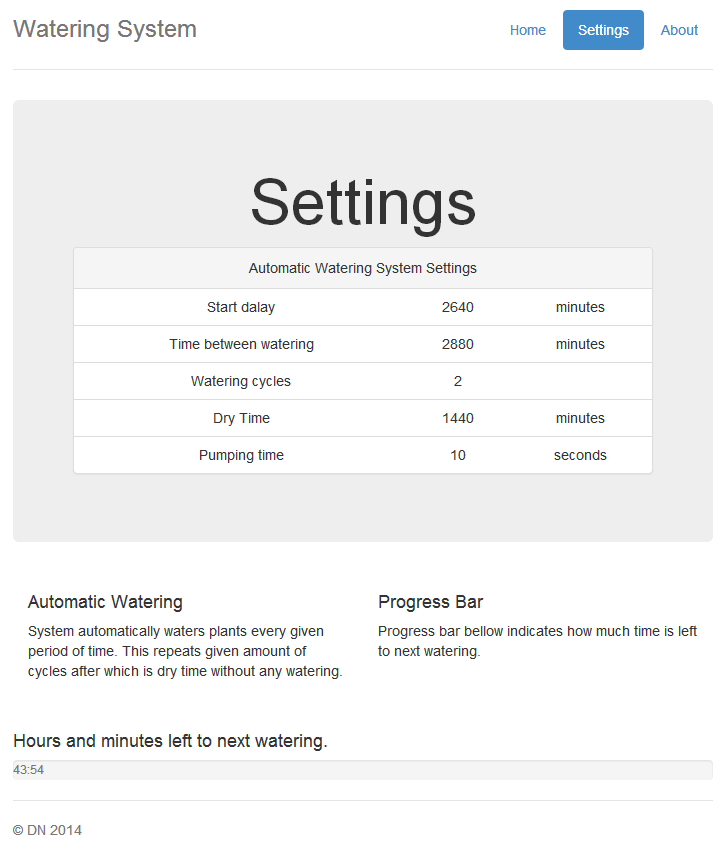 Watering System
Home Settings About
Settings
Automatic Watering System Settings
Start dalay 2640 minutes
Time between watering 2880 minutes
Watering cycles 2
Dry Time 1440 minutes
Pumping time 10 seconds
Automatic Watering
System automatically waters plants every given
period of time. This repeats given amount of
cycles after which is dry time without any watering.
Progress Bar
Progress bar bellow indicates how much time is left
to next watering.
Hours and minutes left to next watering.
43:54
© DN 2014